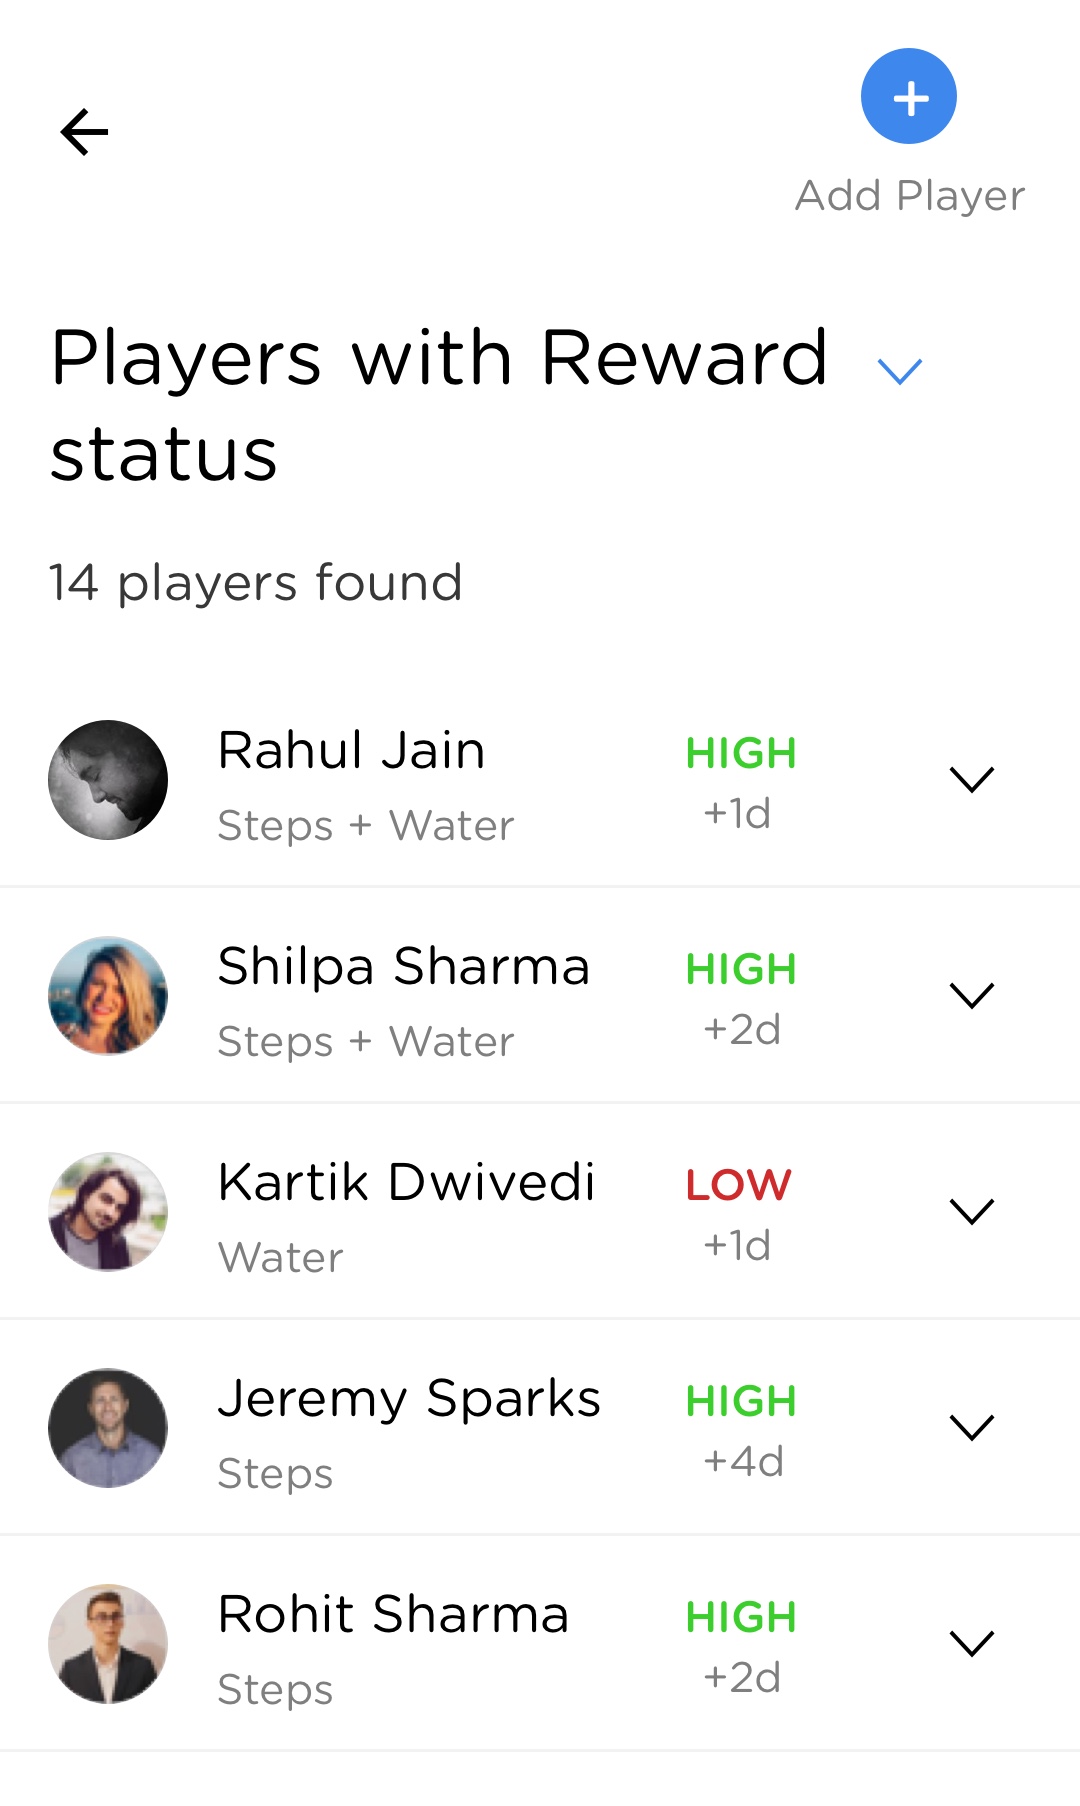 Add Player
Players with Reward
status
14 players found
Rahul Jain
HIGH
Steps + Water
+1d
Shilpa Sharma
HIGH
Steps + Water
+2d
Kartik Dwivedi
LOW
Water
+1d
Jeremy Sparks
HIGH
Steps
+4d
Rohit Sharma
HIGH
Steps
+2d